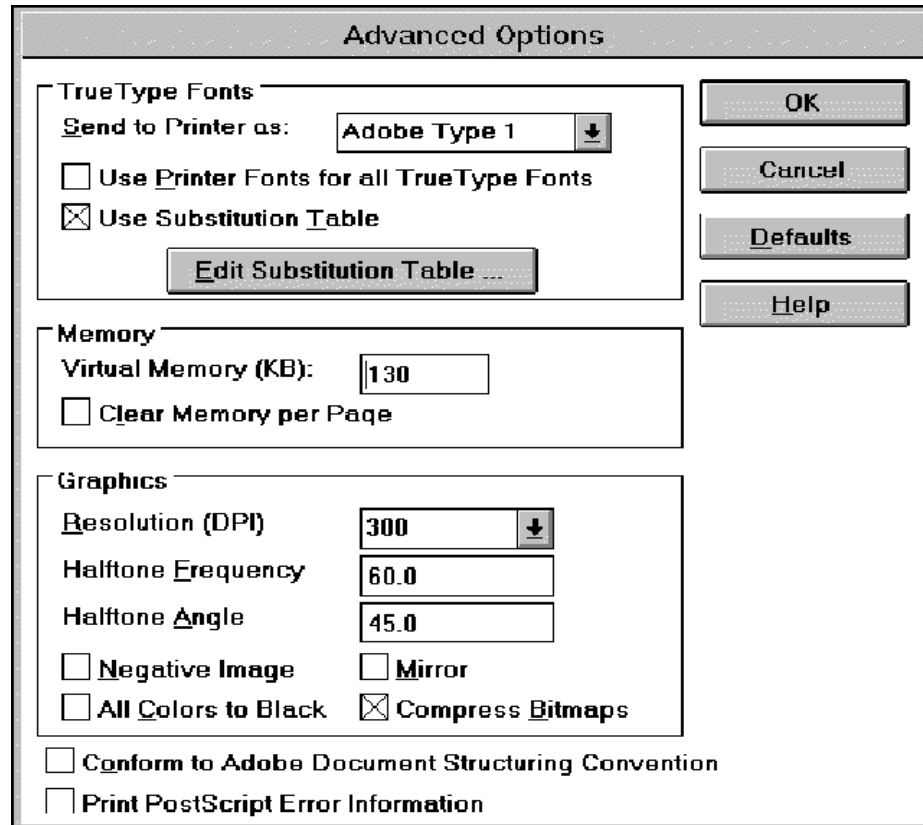 Advanced Options
TrueType Fonts
Send to Printer as: Adobe Type 1
Use Printer Fonts for all TrueType Fonts
Use Substitution Table
Edit Substitution Table ...
OK
Cancel
Defaults
Help
Memory
Virtual Memory (KB): 130
Clear Memory per Page
Graphics
Resolution (DPI) 300
Halftone Frequency 60.0
Halftone Angle 45.0
Negative Image Mirror
All Colors to Black Compress Bitmaps
Conform to Adobe Document Structuring Convention
Print PostScript Error Information